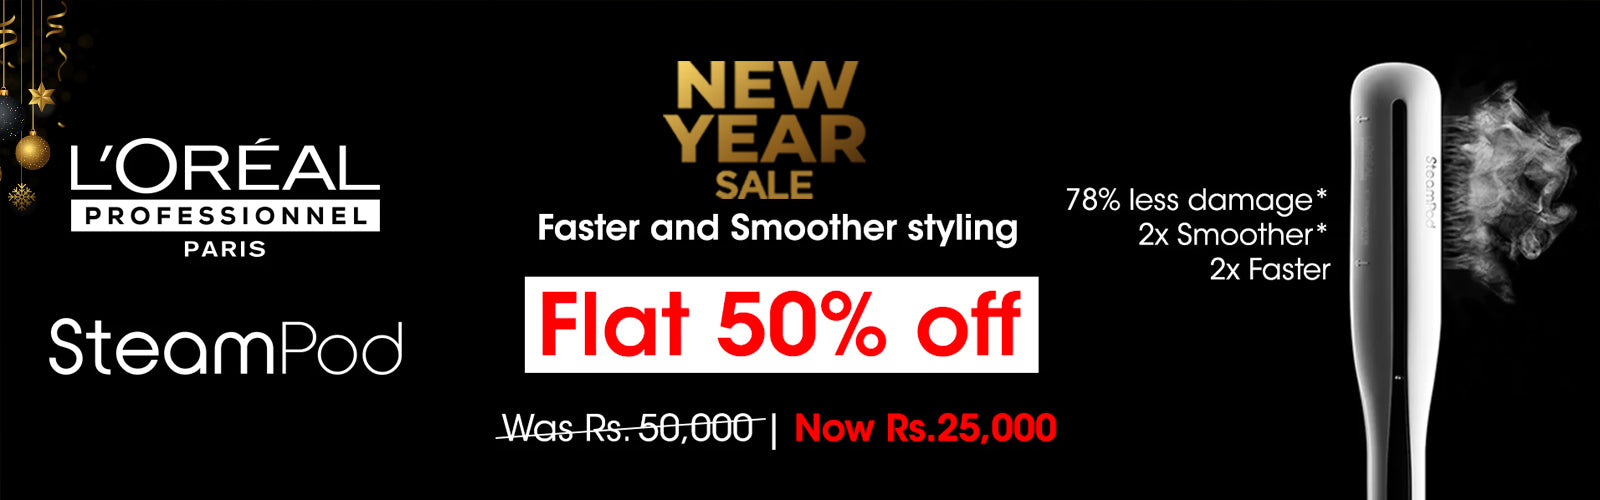 L'ORÉAL
PROFESSIONNEL
PARIS
SteamPod
NEW
YEAR
SALE
Faster and Smoother styling
Flat 50% off
Was Rs. 50,000 | Now Rs.25,000
78% less damage*
2x Smoother*
2x Faster
SteamPod